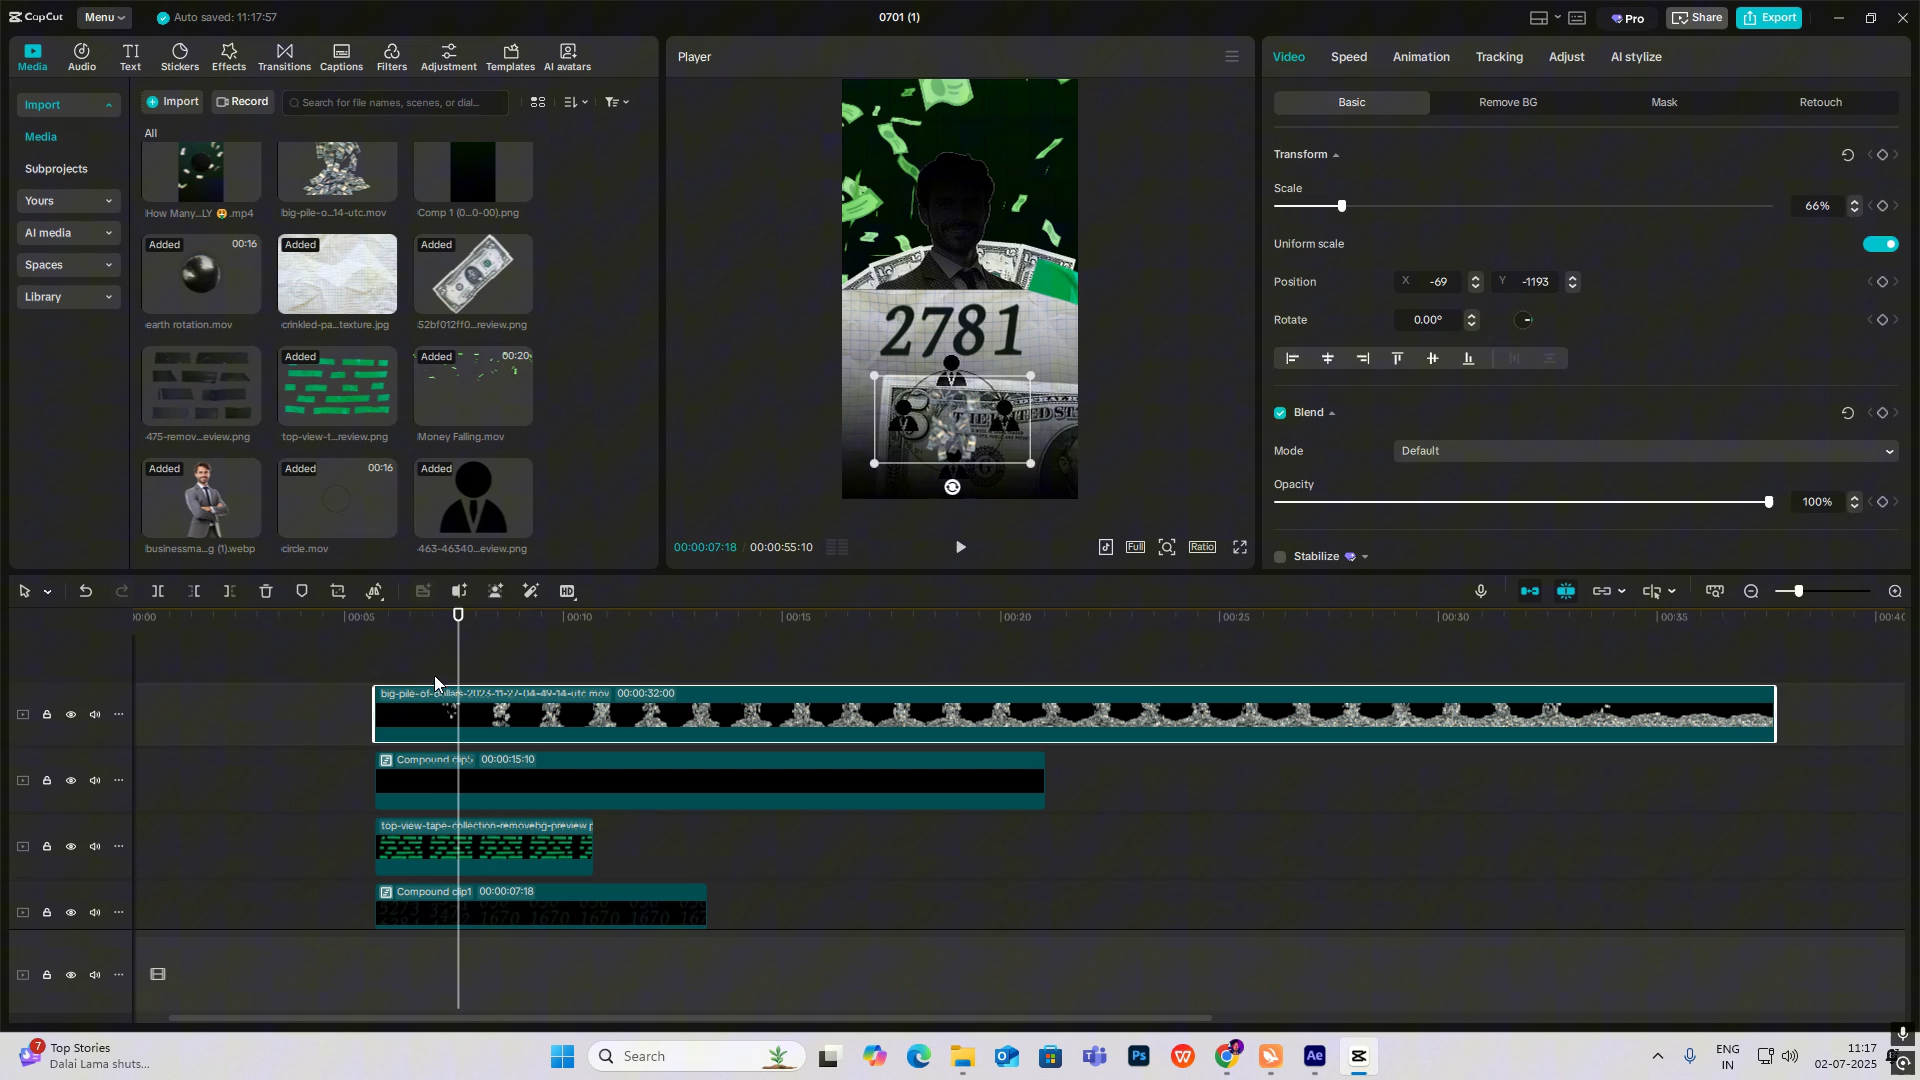 CapCut
Menu
Auto saved: 11:17:57
0701 (1)
Pro
Share
Export
Media
Audio
Text
Stickers
Effects
Transitions
Captions
Filters
Adjustment
Templates
AI avatars
Import
Media
Subprojects
Yours
AI media
Spaces
Library
Import
Record
Search for file names, scenes, or dial...
All
How Many...LY 🤑.mp4
big-pile-o...14-utc.mov
Comp 1 (0...0-00).png
Added
00:16
Added
Added
earth rotation.mov
crinkled-pa...texture.jpg
52bf012ff0...review.png
Added
Added
Added
00:20
475-remov...eview.png
top-view-t...review.png
Money Falling.mov
Added
Added
00:16
Added
businessma...g (1).webp
circle.mov
463-46340...eview.png
Player
2781
00:00:07:18 / 00:00:55:10
Full
Ratio
Video
Speed
Animation
Tracking
Adjust
AI stylize
Basic
Remove BG
Mask
Retouch
Transform
Scale
66%
Uniform scale
Position
X -69
Y -1193
Rotate
0.00°
Blend
Mode
Default
Opacity
100%
Stabilize
00:00
00:05
00:10
00:15
00:20
00:25
00:30
00:35
00:40
big-pile-of-dollars-2023-11-27-04-49-14-utc.mov 00:00:32:00
Compound clip5 00:00:15:10
top-view-tape-collection-removebg-preview.p
Compound clip1 00:00:07:18
7
Top Stories
Dalai Lama shuts...
Search
Ps
Ae
ENG
IN
11:17
02-07-2025